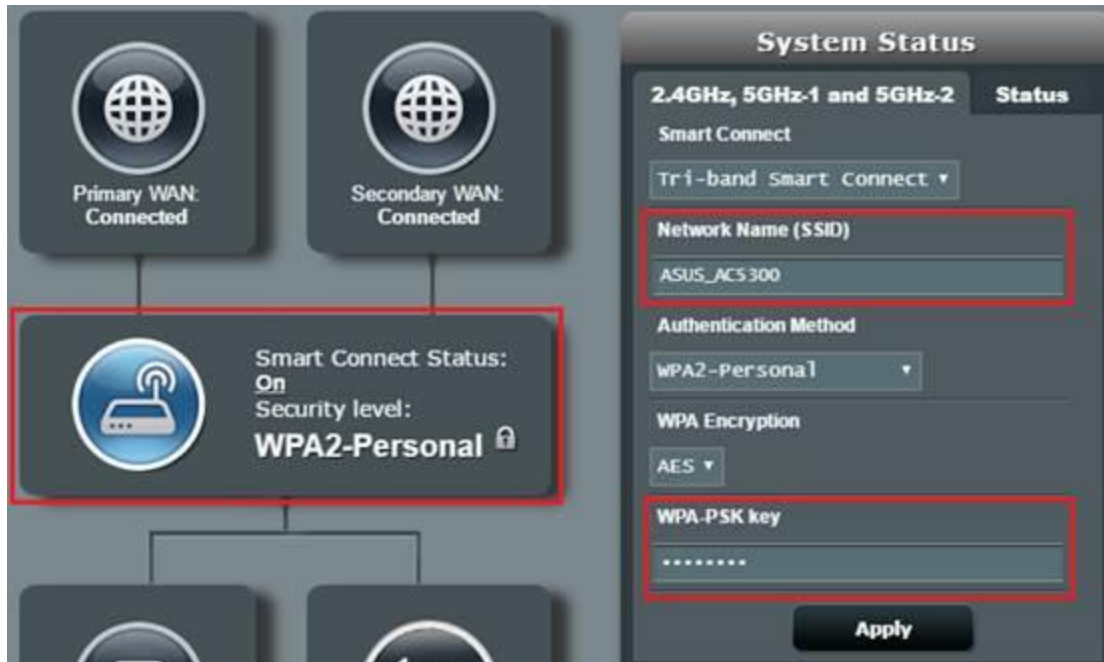 Primary WAN:
Connected
Secondary WAN:
Connected
Smart Connect Status:
On
Security level:
WPA2-Personal
System Status
2.4GHz, 5GHz-1 and 5GHz-2
Status
Smart Connect
Tri-band Smart Connect
Network Name (SSID)
ASUS_AC5300
Authentication Method
WPA2-Personal
WPA Encryption
AES
WPA-PSK key
••••••••
Apply